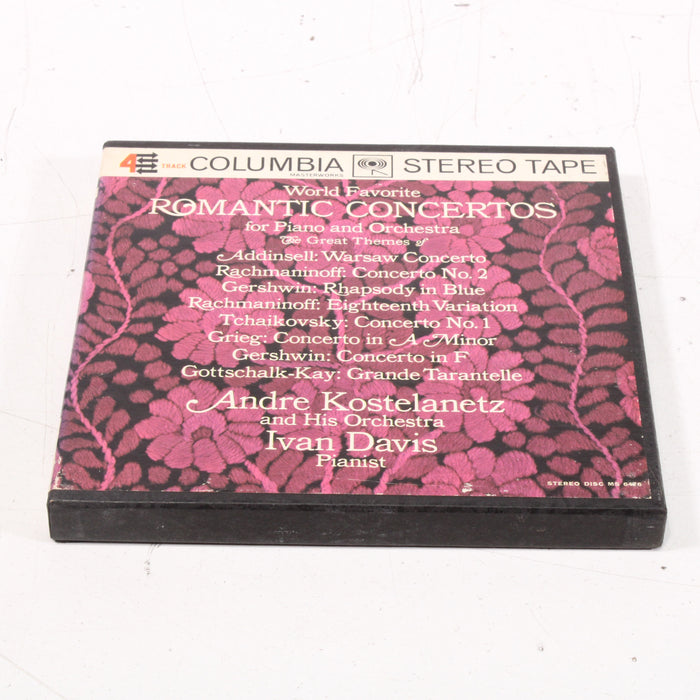 4 TRACK COLUMBIA STEREO TAPE
MASTERWORKS
World Favorite
ROMANTIC CONCERTOS
for Piano and Orchestra
The Great Themes of
Addinsell: Warsaw Concerto
Rachmaninoff: Concerto No. 2
Gershwin: Rhapsody in Blue
Rachmaninoff: Eighteenth Variation
Tchaikovsky: Concerto No. 1
Grieg: Concerto in A Minor
Gershwin: Concerto in F
Gottschalk-Kay: Grande Tarantelle
Andre Kostelanetz
and His Orchestra
Ivan Davis
Pianist
STEREO DISC MS